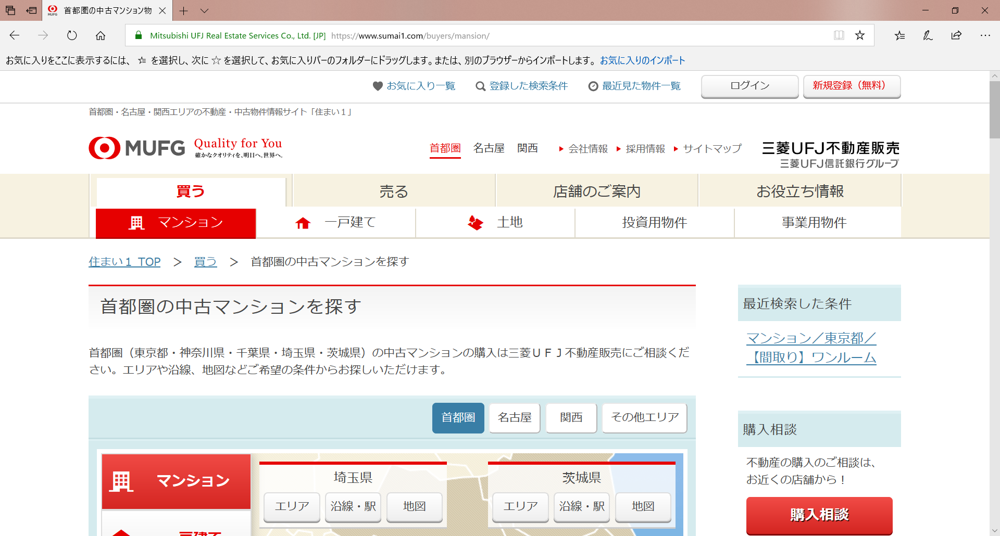 MUFG 首都圏の中古マンション物
Mitsubishi UFJ Real Estate Services Co., Ltd. [JP] https://www.sumai1.com/buyers/mansion/
お気に入りをここに表示するには、 を選択し、次に ☆ を選択して、お気に入りバーのフォルダーにドラッグします。または、別のブラウザーからインポートします。 お気に入りのインポート
お気に入り一覧 登録した検索条件 最近見た物件一覧 ログイン 新規登録（無料）
首都圏・名古屋・関西エリアの不動産・中古物件情報サイト「住まい１」
MUFG Quality for You
確かなクオリティを、明日へ。世界へ。
首都圏 名古屋 関西 会社情報 採用情報 サイトマップ
三菱UFJ不動産販売
三菱UFJ信託銀行グループ
買う 売る 店舗のご案内 お役立ち情報
マンション 一戸建て 土地 投資用物件 事業用物件
住まい１ TOP ＞ 買う ＞ 首都圏の中古マンションを探す
首都圏の中古マンションを探す
首都圏（東京都・神奈川県・千葉県・埼玉県・茨城県）の中古マンションの購入は三菱ＵＦＪ不動産販売にご相談くだ
さい。エリアや沿線、地図などご希望の条件からお探しいただけます。
首都圏 名古屋 関西 その他エリア
マンション
一戸建て
埼玉県
エリア 沿線・駅 地図
茨城県
エリア 沿線・駅 地図
最近検索した条件
マンション／東京都／
【間取り】ワンルーム
購入相談
不動産の購入のご相談は、
お近くの店舗から！
購入相談